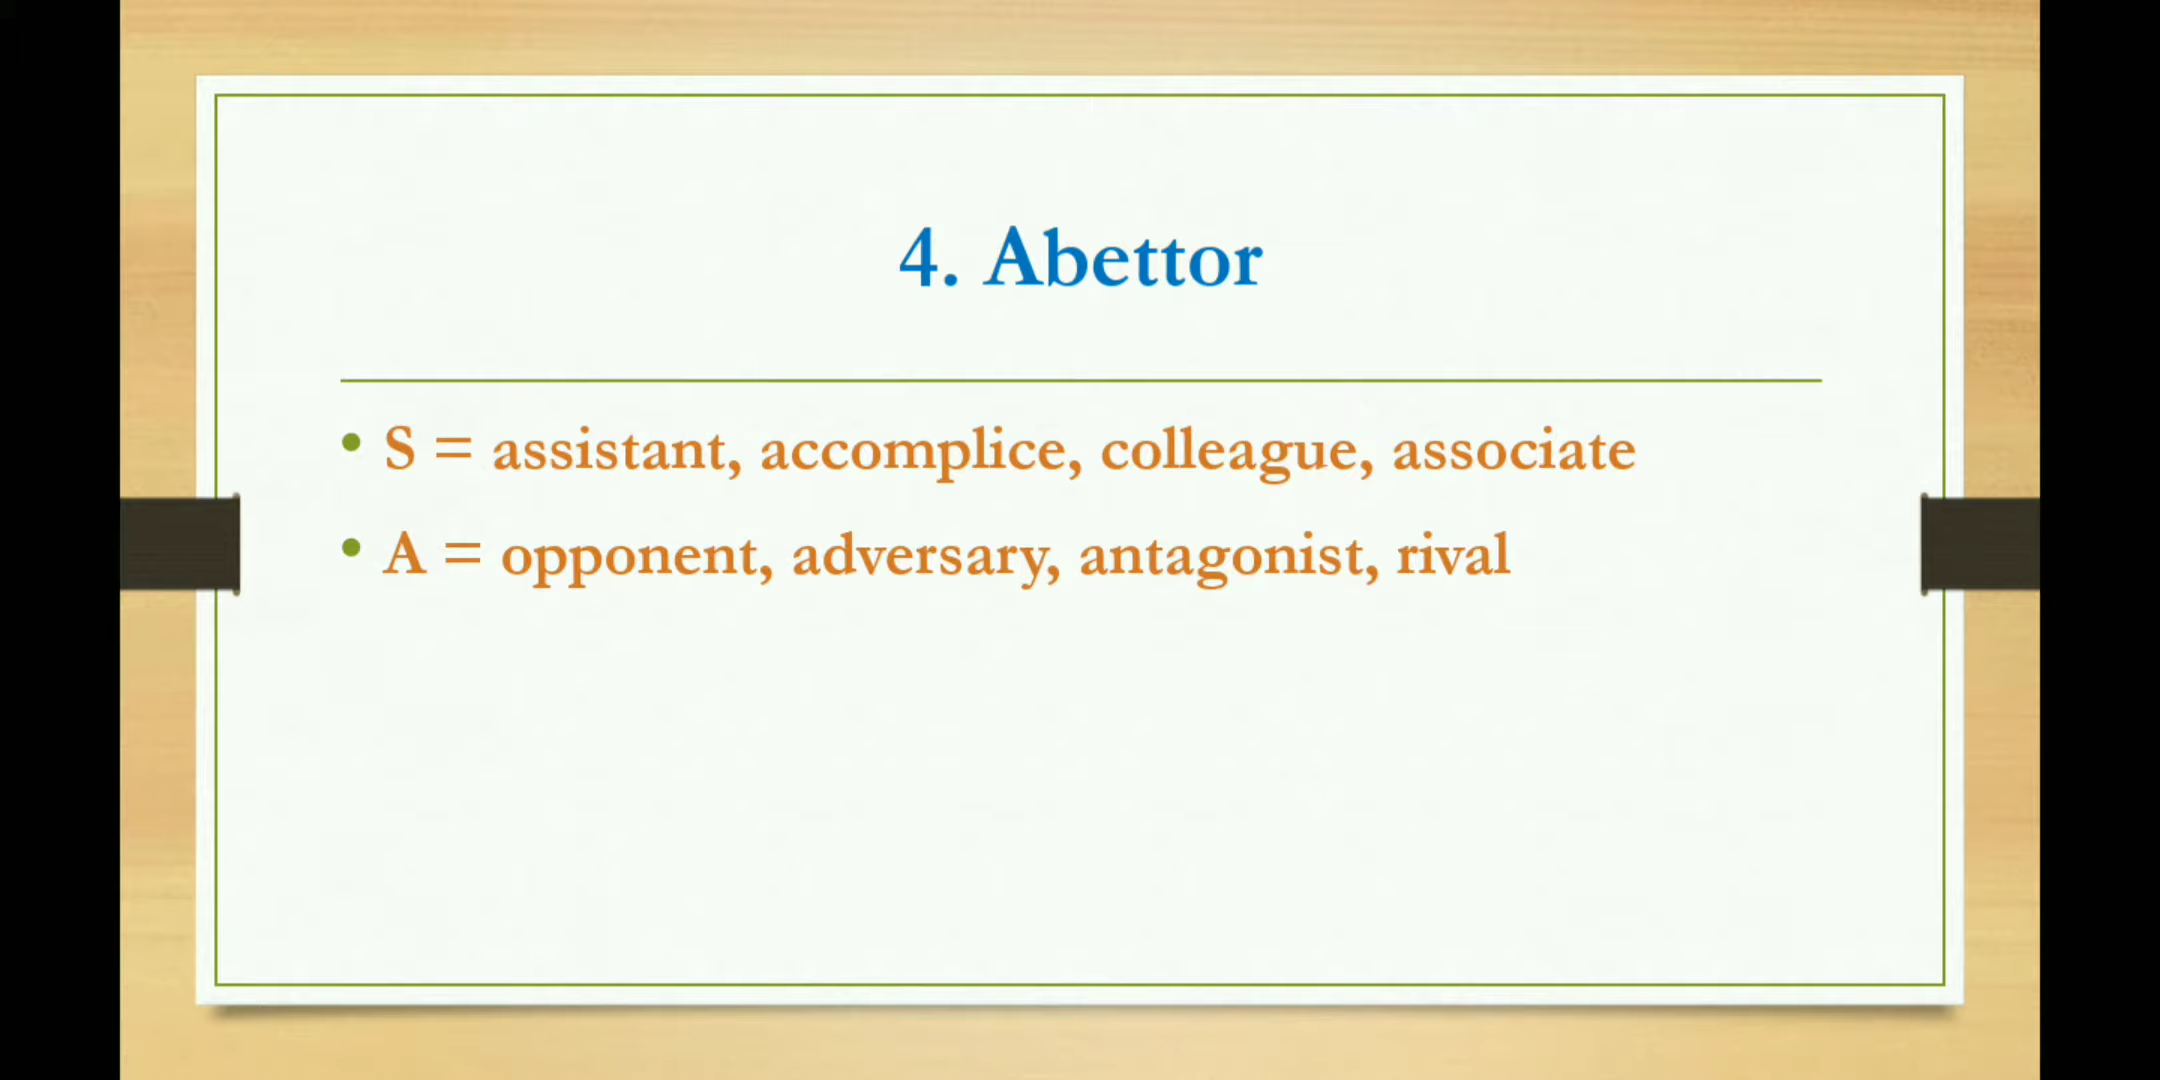 4. Abettor
• S = assistant, accomplice, colleague, associate
• A = opponent, adversary, antagonist, rival